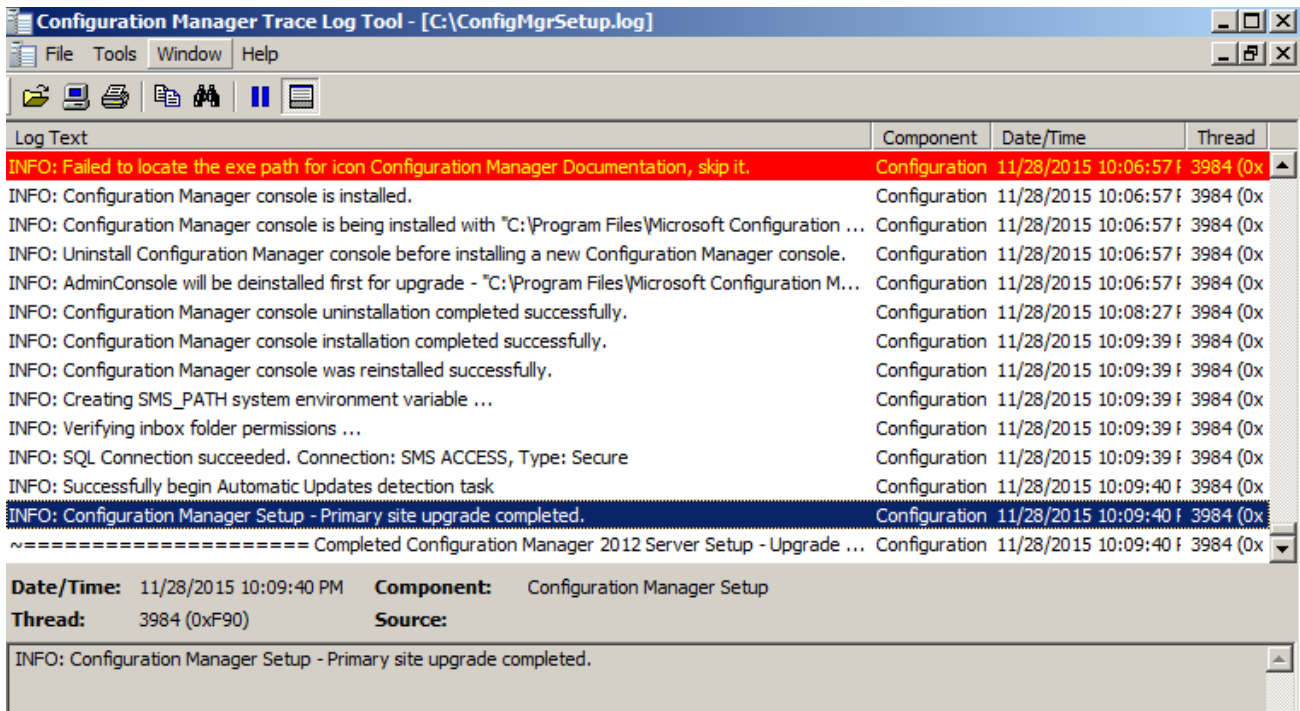 Configuration Manager Trace Log Tool - [C:\ConfigMgrSetup.log]
File Tools Window Help
Log Text Component Date/Time Thread
INFO: Failed to locate the exe path for icon Configuration Manager Documentation, skip it. Configuration 11/28/2015 10:06:57 3984 (0x
INFO: Configuration Manager console is installed. Configuration 11/28/2015 10:06:57 3984 (0x
INFO: Configuration Manager console is being installed with "C:\Program Files\Microsoft Configuration ... Configuration 11/28/2015 10:06:57 3984 (0x
INFO: Uninstall Configuration Manager console before installing a new Configuration Manager console. Configuration 11/28/2015 10:06:57 3984 (0x
INFO: AdminConsole will be deinstalled first for upgrade - "C:\Program Files\Microsoft Configuration M... Configuration 11/28/2015 10:06:57 3984 (0x
INFO: Configuration Manager console uninstallation completed successfully. Configuration 11/28/2015 10:08:27 3984 (0x
INFO: Configuration Manager console installation completed successfully. Configuration 11/28/2015 10:09:39 3984 (0x
INFO: Configuration Manager console was reinstalled successfully. Configuration 11/28/2015 10:09:39 3984 (0x
INFO: Creating SMS_PATH system environment variable ... Configuration 11/28/2015 10:09:39 3984 (0x
INFO: Verifying inbox folder permissions ... Configuration 11/28/2015 10:09:39 3984 (0x
INFO: SQL Connection succeeded. Connection: SMS ACCESS, Type: Secure Configuration 11/28/2015 10:09:39 3984 (0x
INFO: Successfully begin Automatic Updates detection task Configuration 11/28/2015 10:09:40 3984 (0x
INFO: Configuration Manager Setup - Primary site upgrade completed. Configuration 11/28/2015 10:09:40 3984 (0x
~===================== Completed Configuration Manager 2012 Server Setup - Upgrade ... Configuration 11/28/2015 10:09:40 3984 (0x
Date/Time: 11/28/2015 10:09:40 PM Component: Configuration Manager Setup
Thread: 3984 (0xF90) Source:
INFO: Configuration Manager Setup - Primary site upgrade completed.